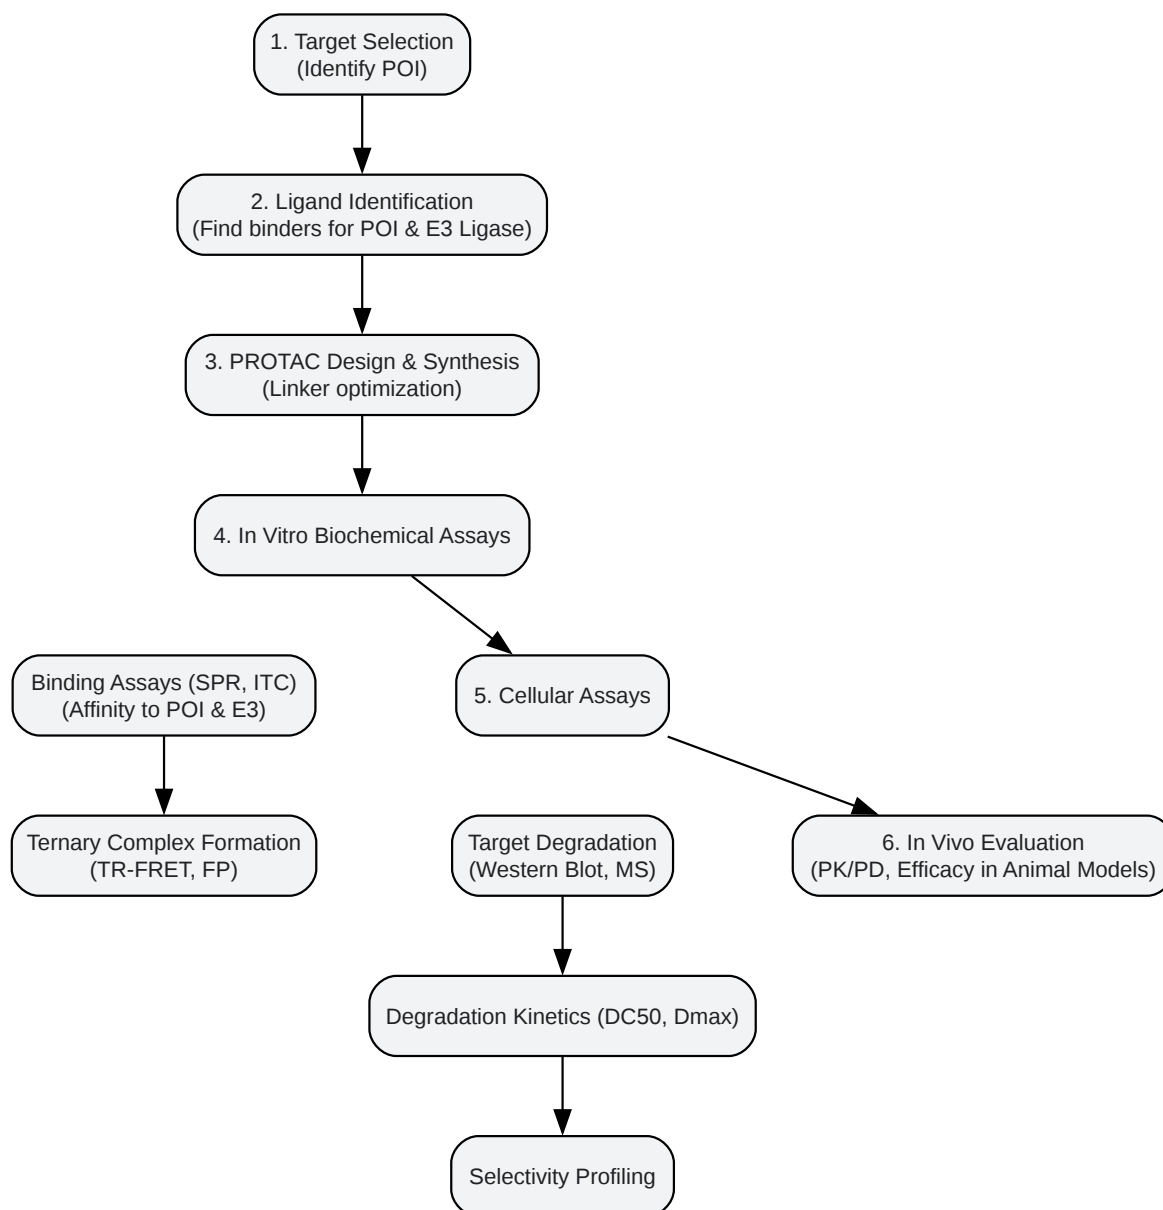 1. Target Selection
(Identify POI)
2. Ligand Identification
(Find binders for POI & E3 Ligase)
3. PROTAC Design & Synthesis
(Linker optimization)
4. In Vitro Biochemical Assays
Binding Assays (SPR, ITC)
(Affinity to POI & E3)
5. Cellular Assays
Ternary Complex Formation
(TR-FRET, FP)
Target Degradation
(Western Blot, MS)
6. In Vivo Evaluation
(PK/PD, Efficacy in Animal Models)
Degradation Kinetics (DC50, Dmax)
Selectivity Profiling